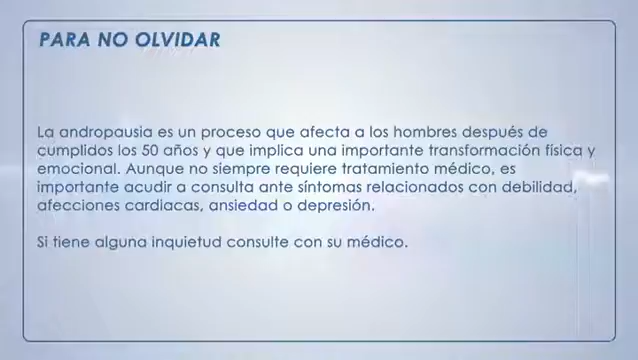 PARA NO OLVIDAR
La andropausia es un proceso que afecta a los hombres después de
cumplidos los 50 años y que implica una importante transformación física y
emocional. Aunque no siempre requiere tratamiento médico, es
importante acudir a consulta ante síntomas relacionados con debilidad,
afecciones cardiacas, ansiedad o depresión.
Si tiene alguna inquietud consulte con su médico.